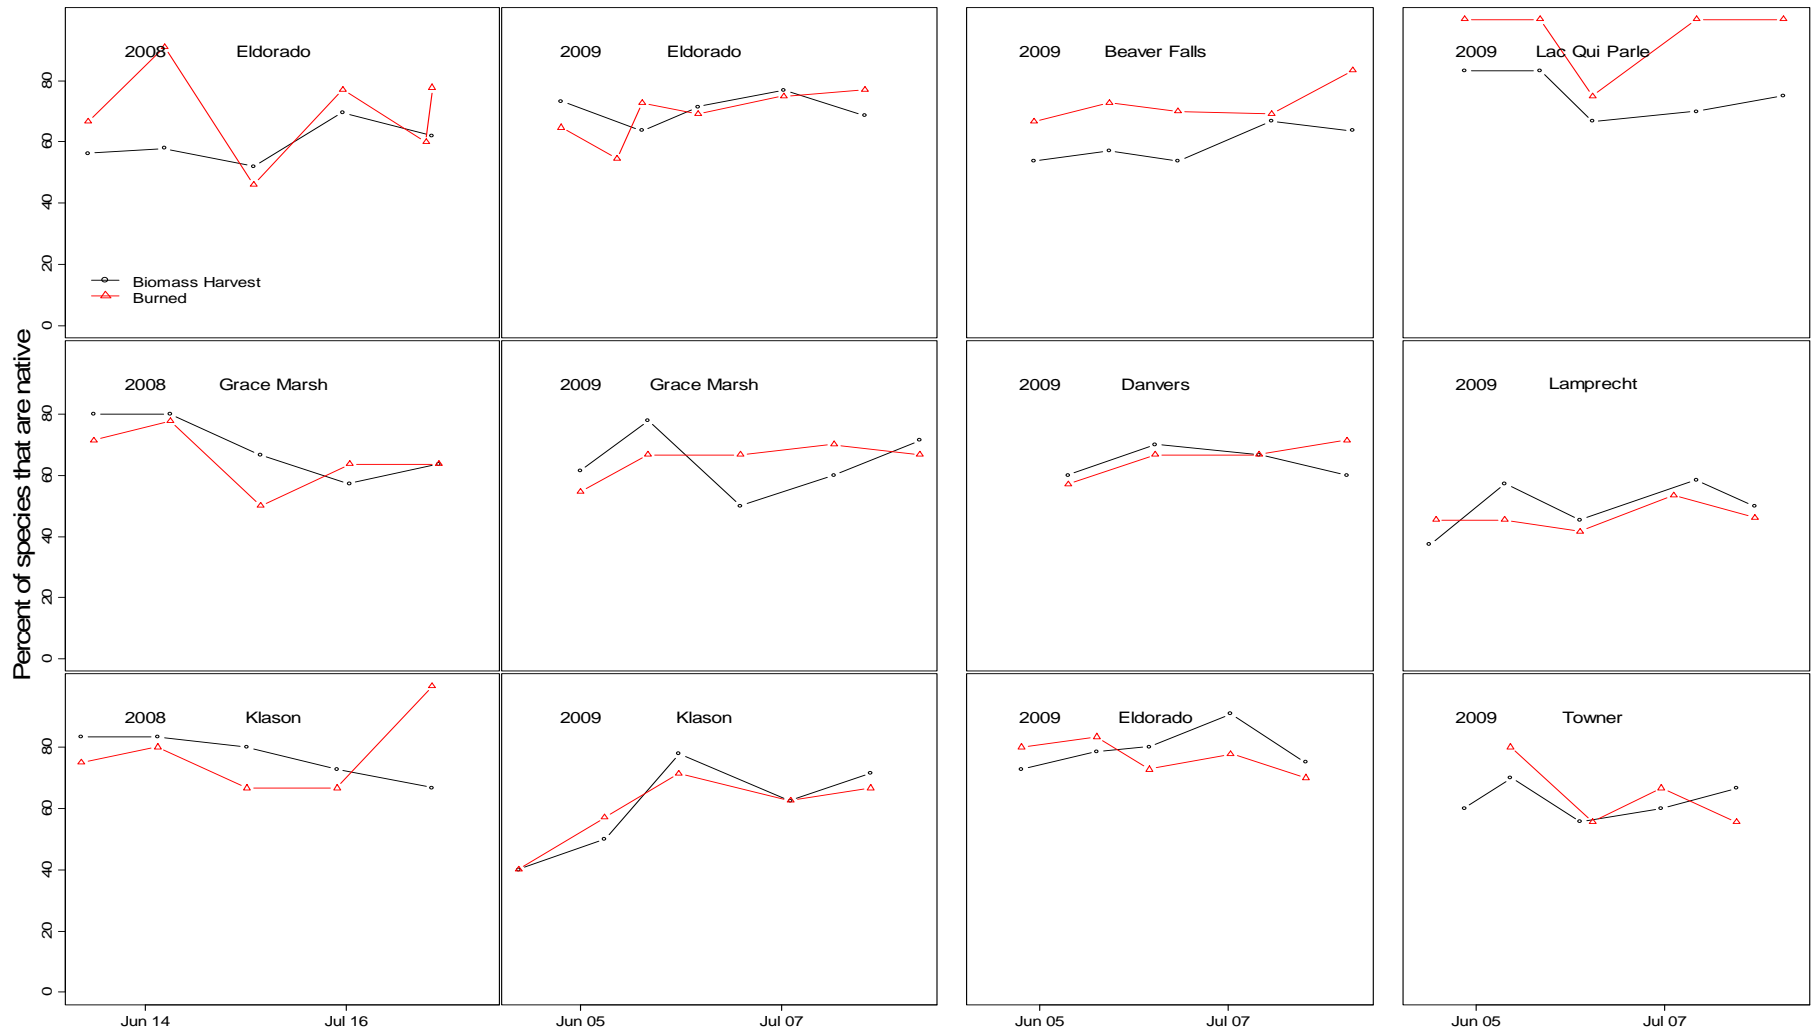 Percent of species that are native
2008 Eldorado
80
60
40
20
0
Biomass Harvest
Burned
2009 Eldorado
2009 Beaver Falls
2009 Lac Qui Parle
2008 Grace Marsh
80
60
40
20
0
2009 Grace Marsh
2009 Danvers
2009 Lamprecht
2008 Klason
80
60
40
20
0
2009 Klason
2009 Eldorado
2009 Towner
Jun 14 Jul 16
Jun 05 Jul 07
Jun 05 Jul 07
Jun 05 Jul 07